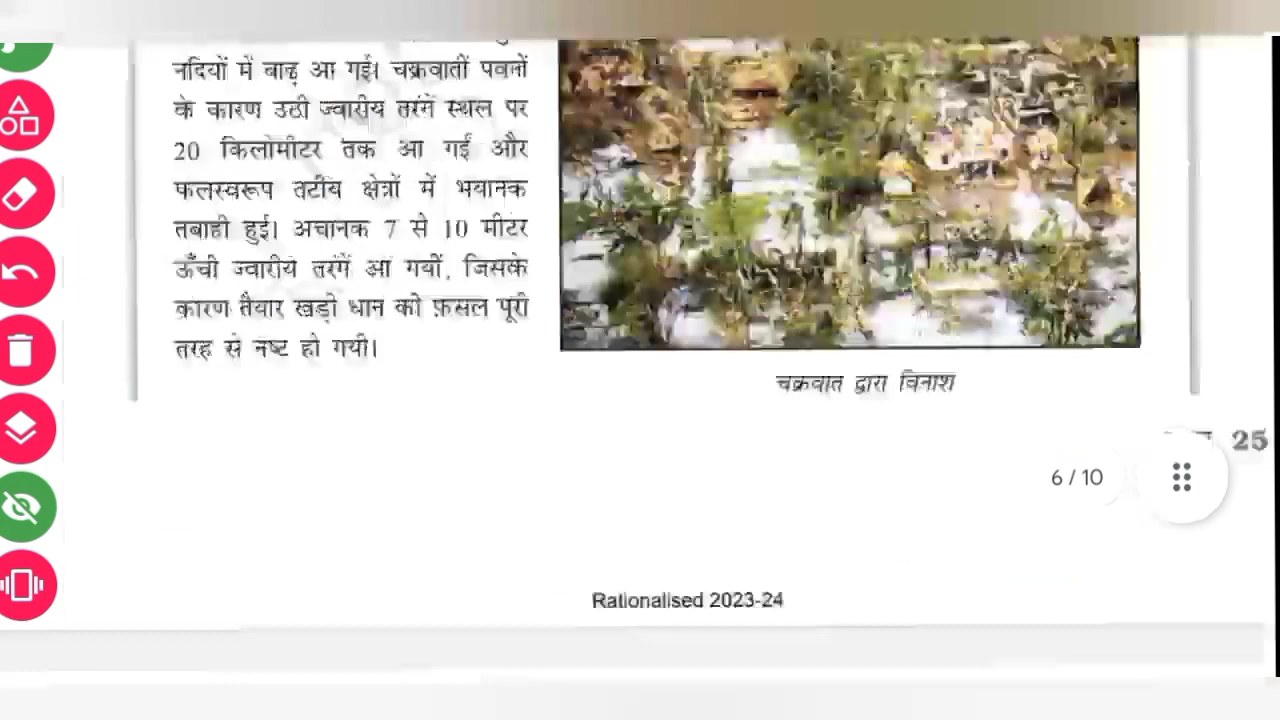 नदियों में बाढ़ आ गई। चक्रवाती पवनों
के कारण उठी ज्वारीय तरंगें स्थल पर
20 किलोमीटर तक आ गईं और
फलस्वरूप तटीय क्षेत्रों में भयानक
तबाही हुई। अचानक 7 से 10 मीटर
ऊँची ज्वारीय तरंगें आ गयीं, जिसके
कारण तैयार खड़ी धान की फ़सल पूरी
तरह से नष्ट हो गयी।
चक्रवात द्वारा विनाश
25
6 / 10
Rationalised 2023-24